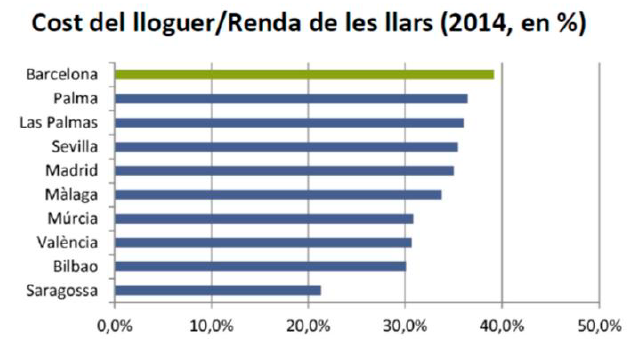 Cost del lloguer/Renda de les llars (2014, en %)
Barcelona
Palma
Las Palmas
Sevilla
Madrid
Màlaga
Múrcia
València
Bilbao
Saragossa
0,0% 10,0% 20,0% 30,0% 40,0% 50,0%